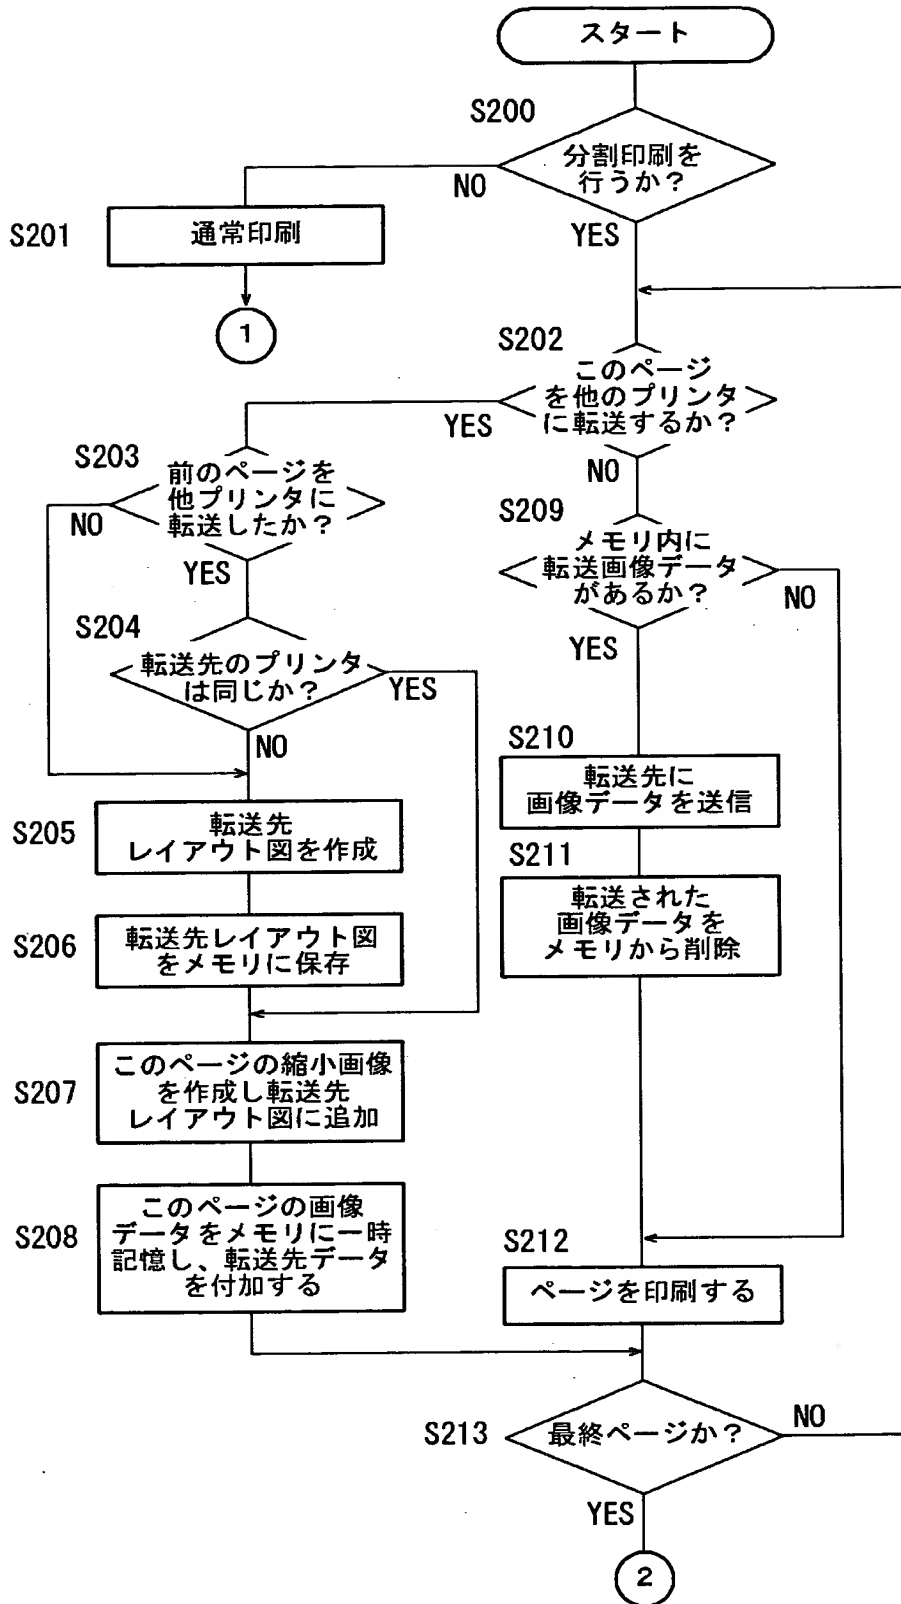 スタート
S200
分割印刷を
行うか？
NO
YES
S201
通常印刷
1
S202
このページ
を他のプリンタ
に転送するか？
YES
NO
S203
前のページを
他プリンタに
転送したか？
NO
YES
S204
転送先のプリンタ
は同じか？
YES
NO
S205
転送先
レイアウト図を作成
S206
転送先レイアウト図
をメモリに保存
S207
このページの縮小画像
を作成し転送先
レイアウト図に追加
S208
このページの画像
データをメモリに一時
記憶し、転送先データ
を付加する
S209
メモリ内に
転送画像データ
があるか？
NO
YES
S210
転送先に
画像データを送信
S211
転送された
画像データを
メモリから削除
S212
ページを印刷する
S213
最終ページか？
NO
YES
2